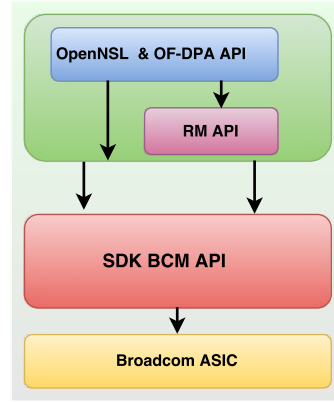 OpenNSL & OF-DPA API
RM API
SDK BCM API
Broadcom ASIC